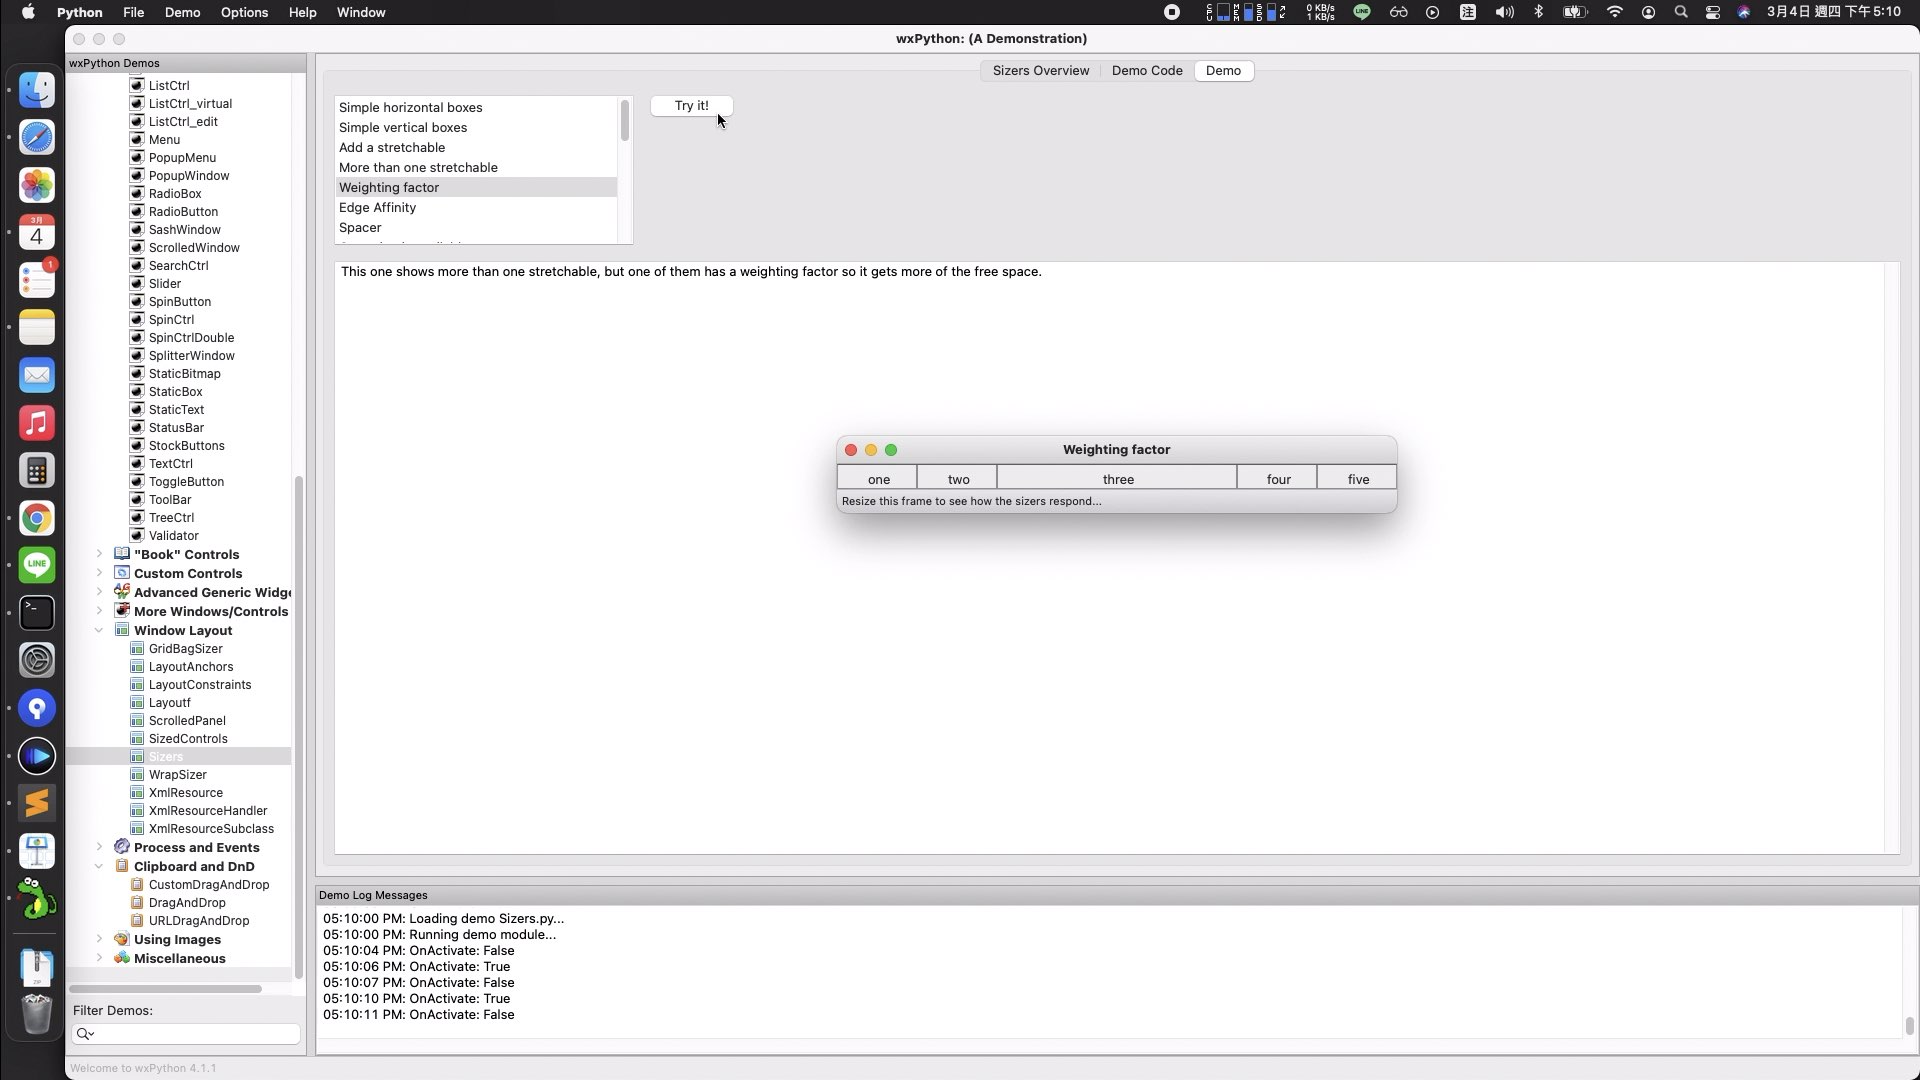 Python File Demo Options Help Window
0 KB/s
1 KB/s
LINE
注
3月4日 週四 下午5:10
wxPython: (A Demonstration)
wxPython Demos
ListCtrl
ListCtrl_virtual
ListCtrl_edit
Menu
PopupMenu
PopupWindow
RadioBox
RadioButton
SashWindow
ScrolledWindow
SearchCtrl
Slider
SpinButton
SpinCtrl
SpinCtrlDouble
SplitterWindow
StaticBitmap
StaticBox
StaticText
StatusBar
StockButtons
TextCtrl
ToggleButton
ToolBar
TreeCtrl
Validator
"Book" Controls
Custom Controls
Advanced Generic Widge
More Windows/Controls
Window Layout
GridBagSizer
LayoutAnchors
LayoutConstraints
Layoutf
ScrolledPanel
SizedControls
Sizers
WrapSizer
XmlResource
XmlResourceHandler
XmlResourceSubclass
Process and Events
Clipboard and DnD
CustomDragAndDrop
DragAndDrop
URLDragAndDrop
Using Images
Miscellaneous
Filter Demos:
Welcome to wxPython 4.1.1
Sizers Overview Demo Code Demo
Simple horizontal boxes
Simple vertical boxes
Add a stretchable
More than one stretchable
Weighting factor
Edge Affinity
Spacer
Try it!
This one shows more than one stretchable, but one of them has a weighting factor so it gets more of the free space.
Weighting factor
one two three four five
Resize this frame to see how the sizers respond...
Demo Log Messages
05:10:00 PM: Loading demo Sizers.py...
05:10:00 PM: Running demo module...
05:10:04 PM: OnActivate: False
05:10:06 PM: OnActivate: True
05:10:07 PM: OnActivate: False
05:10:10 PM: OnActivate: True
05:10:11 PM: OnActivate: False
3月
4
1
LINE
ZIP